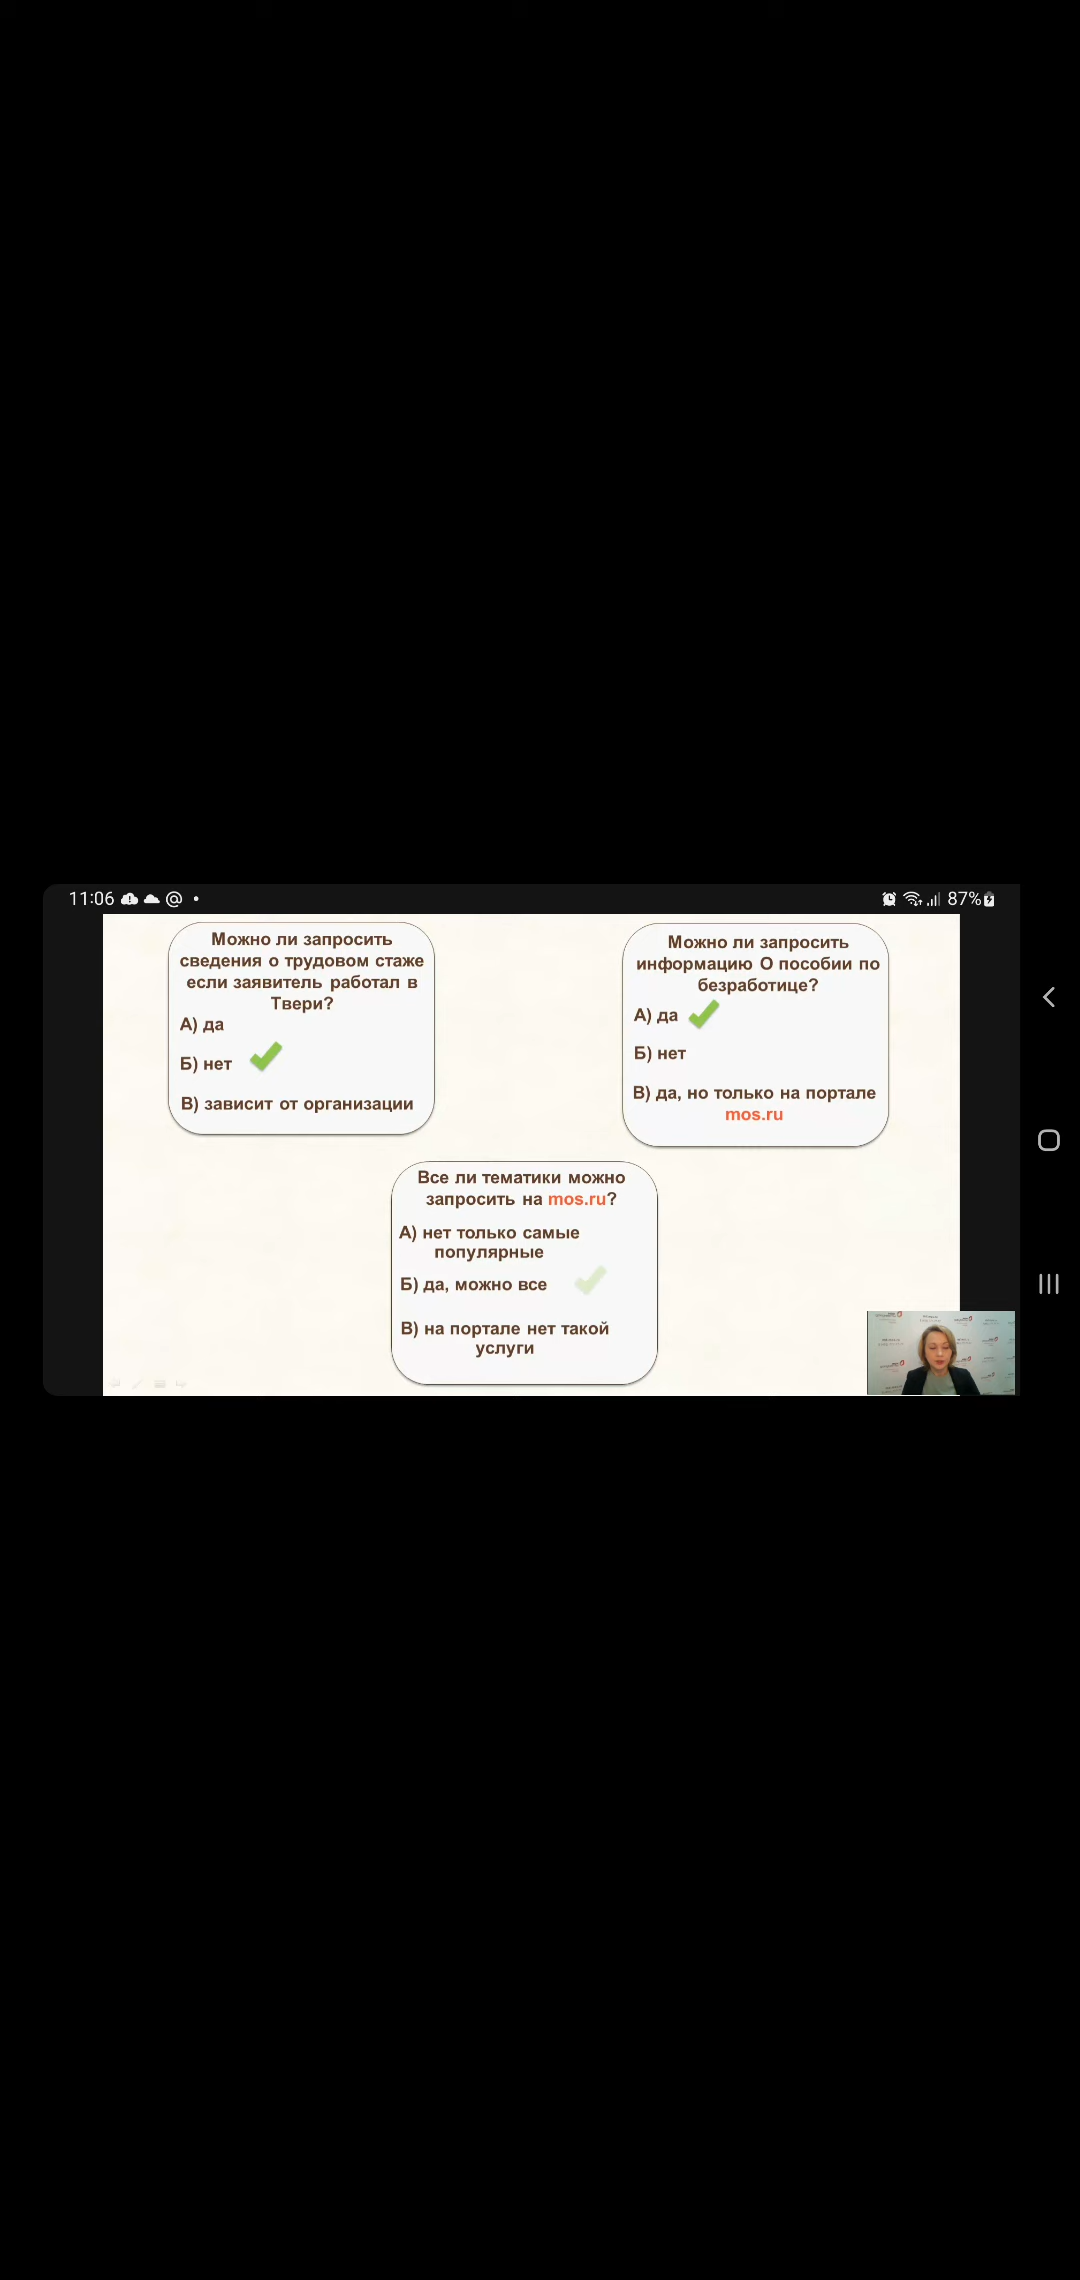 11:06
87%
Можно ли запросить
сведения о трудовом стаже
если заявитель работал в
Твери?
А) да
Б) нет
В) зависит от организации
Можно ли запросить
информацию О пособии по
безработице?
А) да
Б) нет
В) да, но только на портале
mos.ru
Все ли тематики можно
запросить на mos.ru?
А) нет только самые
популярные
Б) да, можно все
В) на портале нет такой
услуги